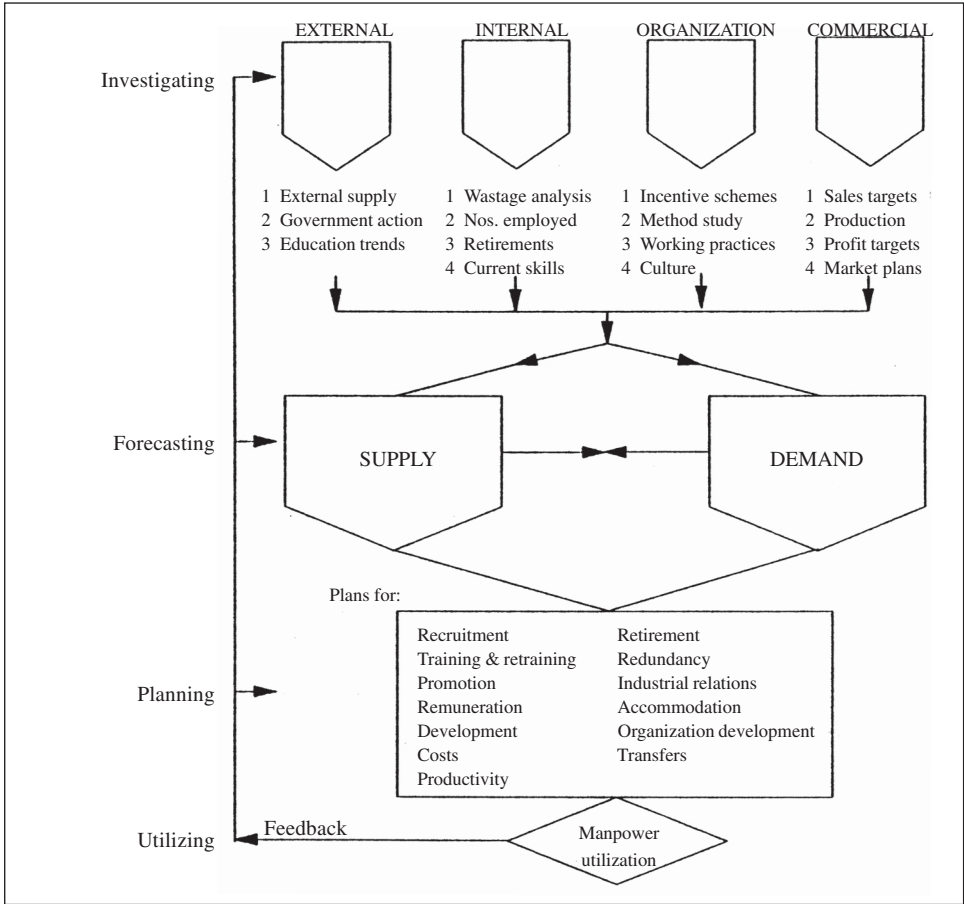 EXTERNAL INTERNAL ORGANIZATION COMMERCIAL
Investigating
1 External supply
2 Government action
3 Education trends
1 Wastage analysis
2 Nos. employed
3 Retirements
4 Current skills
1 Incentive schemes
2 Method study
3 Working practices
4 Culture
1 Sales targets
2 Production
3 Profit targets
4 Market plans
Forecasting
SUPPLY
DEMAND
Plans for:
Planning
Recruitment
Training & retraining
Promotion
Remuneration
Development
Costs
Productivity
Retirement
Redundancy
Industrial relations
Accommodation
Organization development
Transfers
Utilizing
Feedback
Manpower
utilization